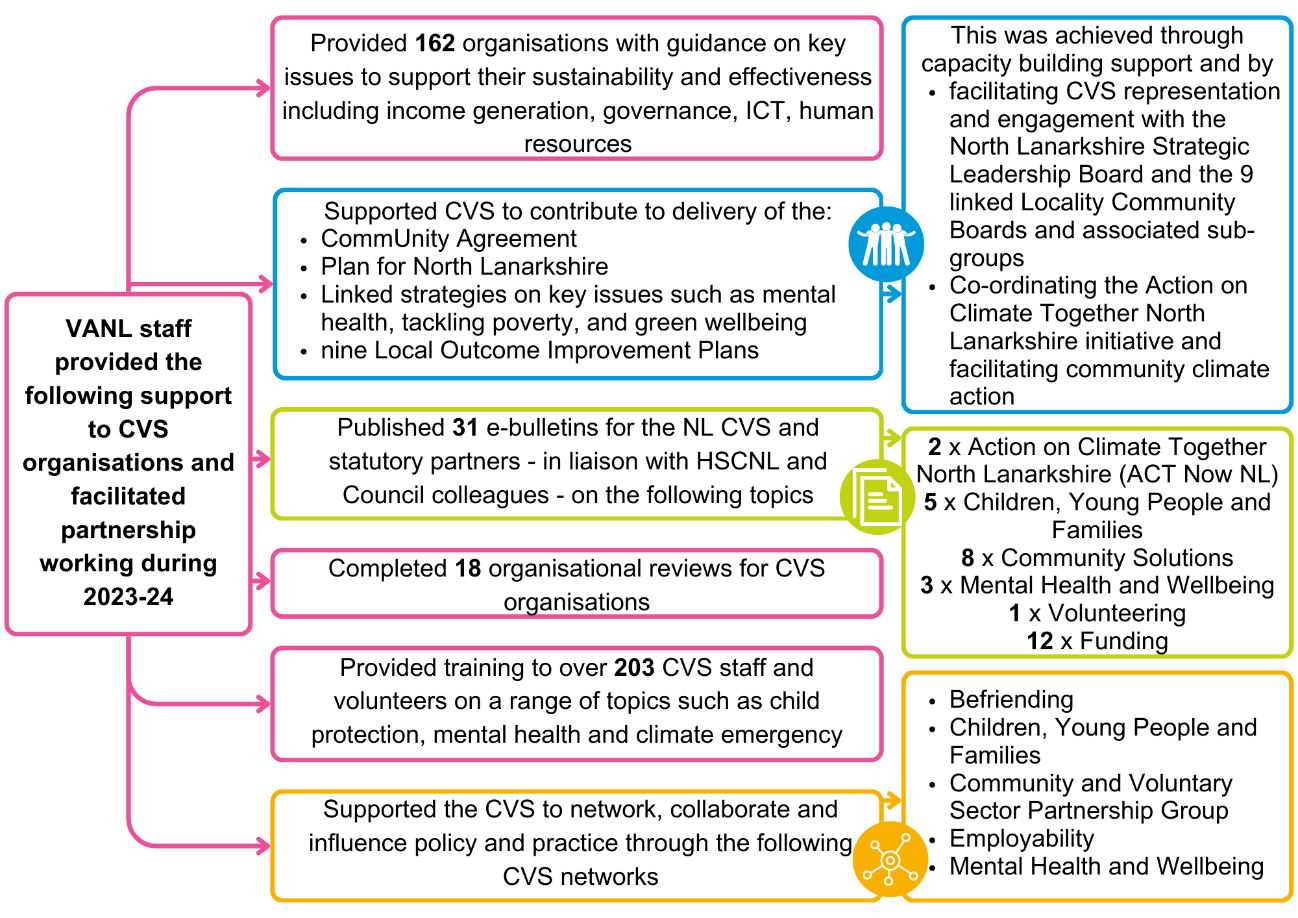 VANL staff
provided the
following support
to CVS
organisations and
facilitated
partnership
working during
2023-24
Provided 162 organisations with guidance on key
issues to support their sustainability and effectiveness
including income generation, governance, ICT, human
resources
Supported CVS to contribute to delivery of the:
• CommUnity Agreement
• Plan for North Lanarkshire
• Linked strategies on key issues such as mental
health, tackling poverty, and green wellbeing
• nine Local Outcome Improvement Plans
This was achieved through
capacity building support and by
• facilitating CVS representation
and engagement with the
North Lanarkshire Strategic
Leadership Board and the 9
linked Locality Community
Boards and associated sub-
groups
• Co-ordinating the Action on
Climate Together North
Lanarkshire initiative and
facilitating community climate
action
Published 31 e-bulletins for the NL CVS and
statutory partners - in liaison with HSCNL and
Council colleagues - on the following topics
2 x Action on Climate Together
North Lanarkshire (ACT Now NL)
5 x Children, Young People and
Families
8 x Community Solutions
3 x Mental Health and Wellbeing
1 x Volunteering
12 x Funding
Completed 18 organisational reviews for CVS
organisations
Provided training to over 203 CVS staff and
volunteers on a range of topics such as child
protection, mental health and climate emergency
Supported the CVS to network, collaborate and
influence policy and practice through the following
CVS networks
• Befriending
• Children, Young People and
Families
• Community and Voluntary
Sector Partnership Group
• Employability
• Mental Health and Wellbeing